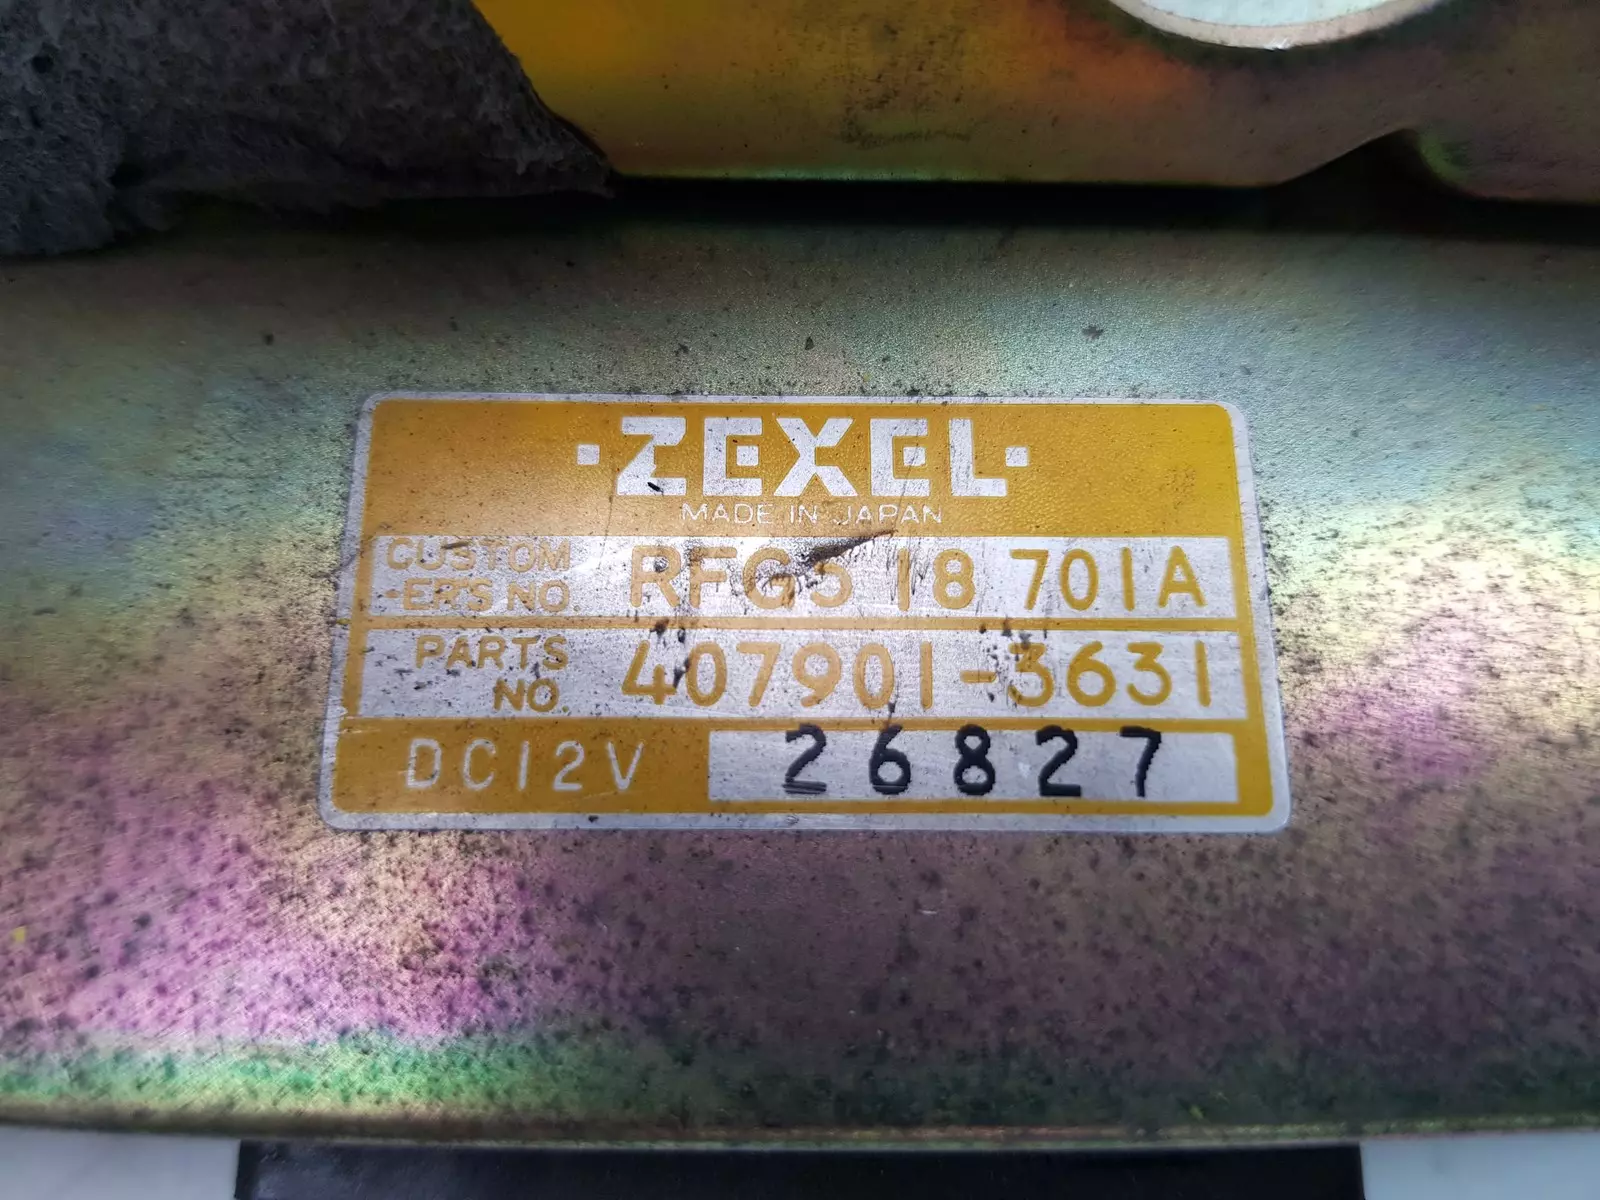 ·ZEXEL·
MADE IN JAPAN
CUSTOM
-ER'S NO. RFG5 18 701A
PARTS
NO. 407901-3631
DC12V 26827